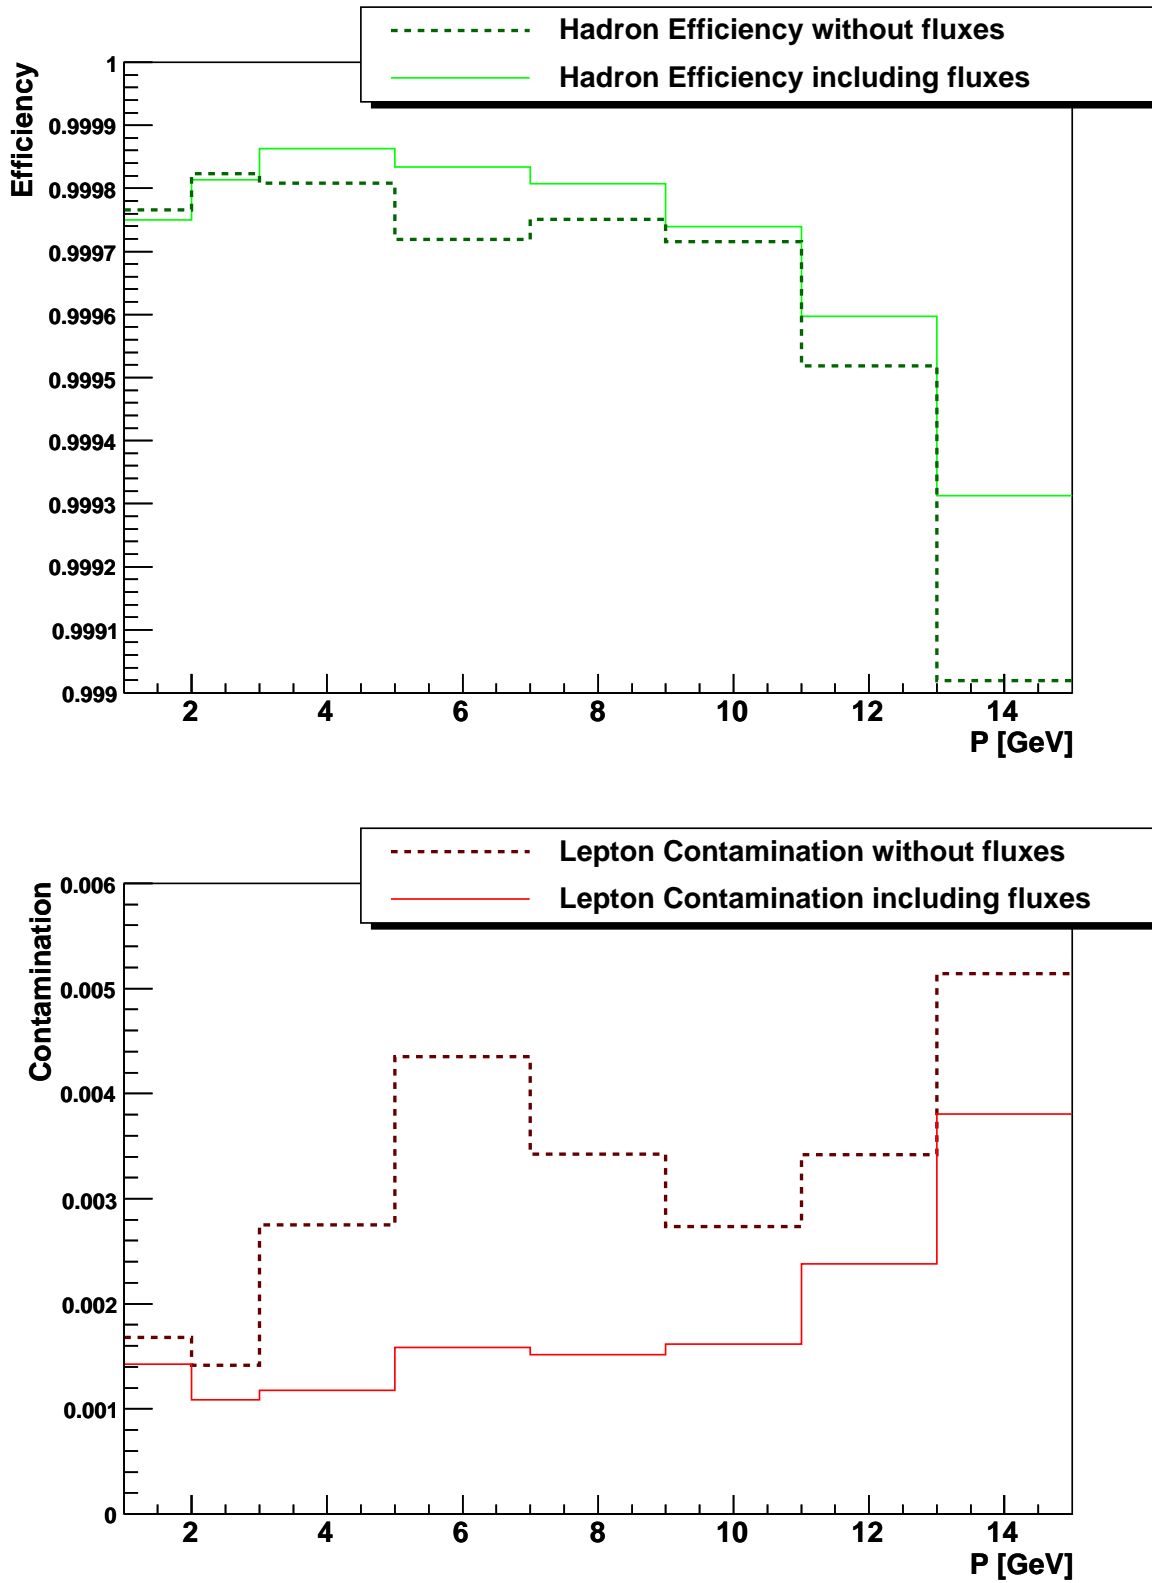 Hadron Efficiency without fluxes
Hadron Efficiency including fluxes
Efficiency
1
0.9999
0.9998
0.9997
0.9996
0.9995
0.9994
0.9993
0.9992
0.9991
0.999
2 4 6 8 10 12 14
P [GeV]
Lepton Contamination without fluxes
Lepton Contamination including fluxes
Contamination
0.006
0.005
0.004
0.003
0.002
0.001
0
2 4 6 8 10 12 14
P [GeV]